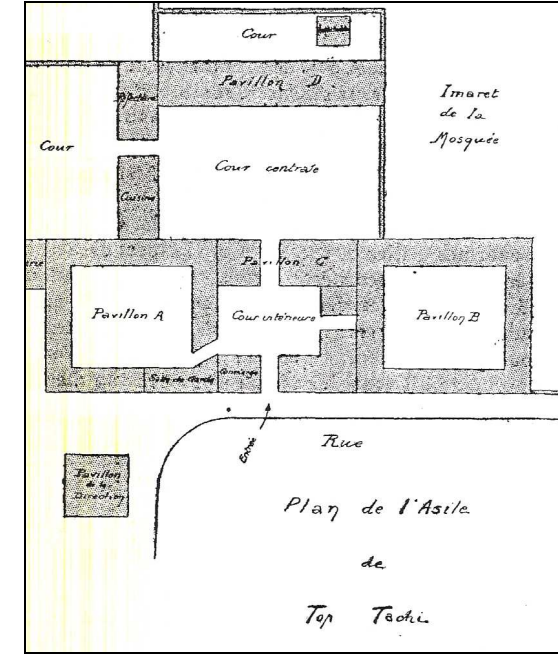 Cour
Pavillon D
Imaret
de la
Mosquée
Cour
Cour centrale
Cuisine
Pavillon C
Pavillon A
Cour intérieure
Pavillon B
Salle de Garde
Concierge
Entrée
Rue
Pavillon
de la
Direction
Plan de l'Asile
de
Top Tachi